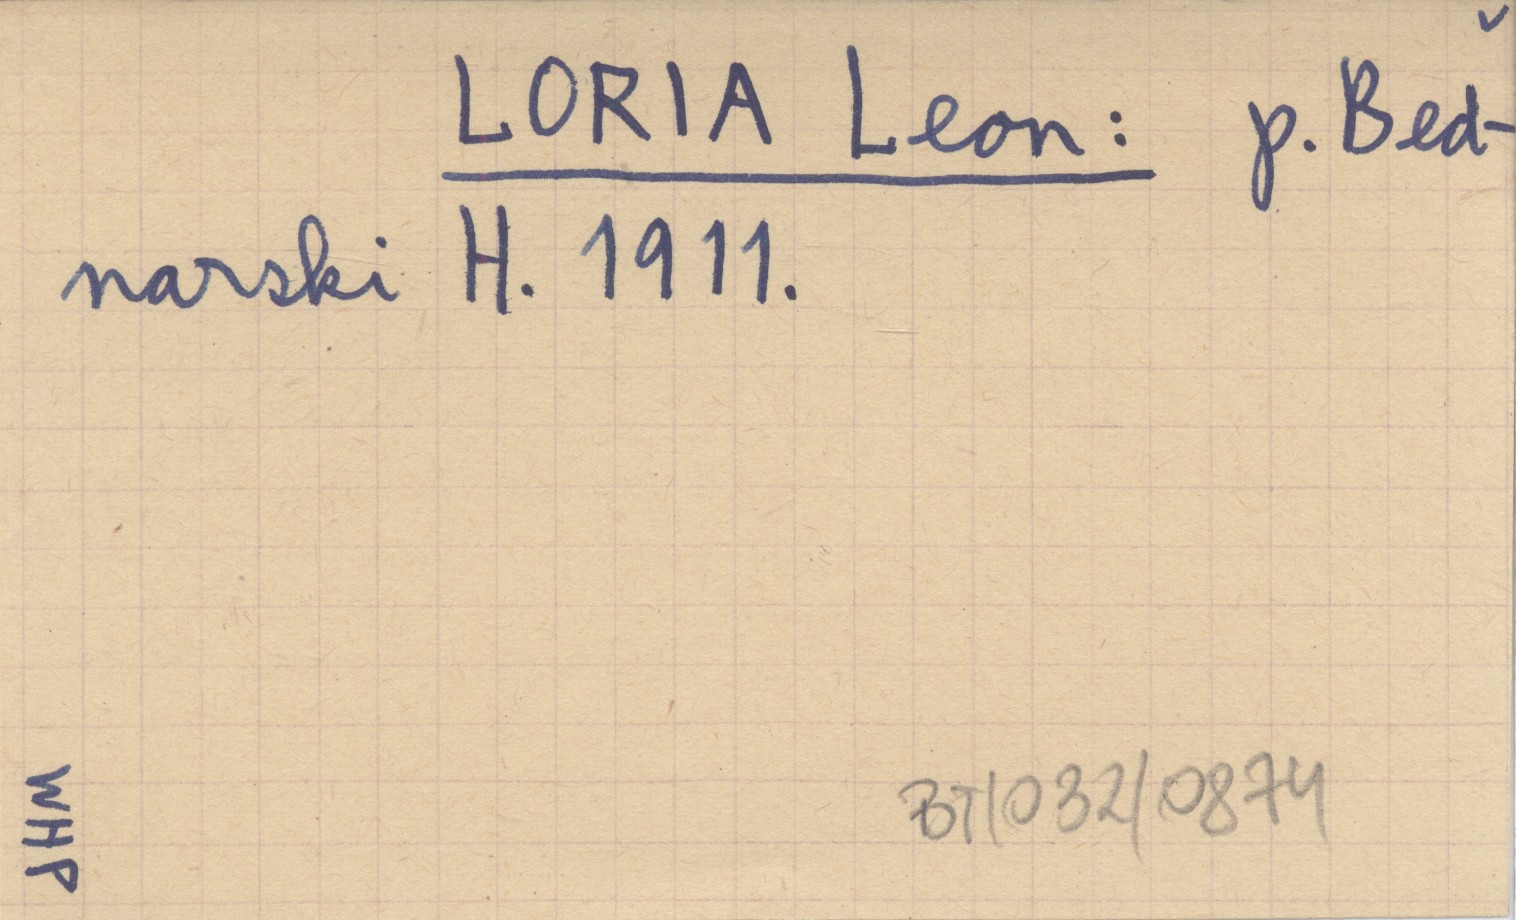 LORIA Leon: p. Bed-
narski H. 1911.
WHP
BT/032/0874